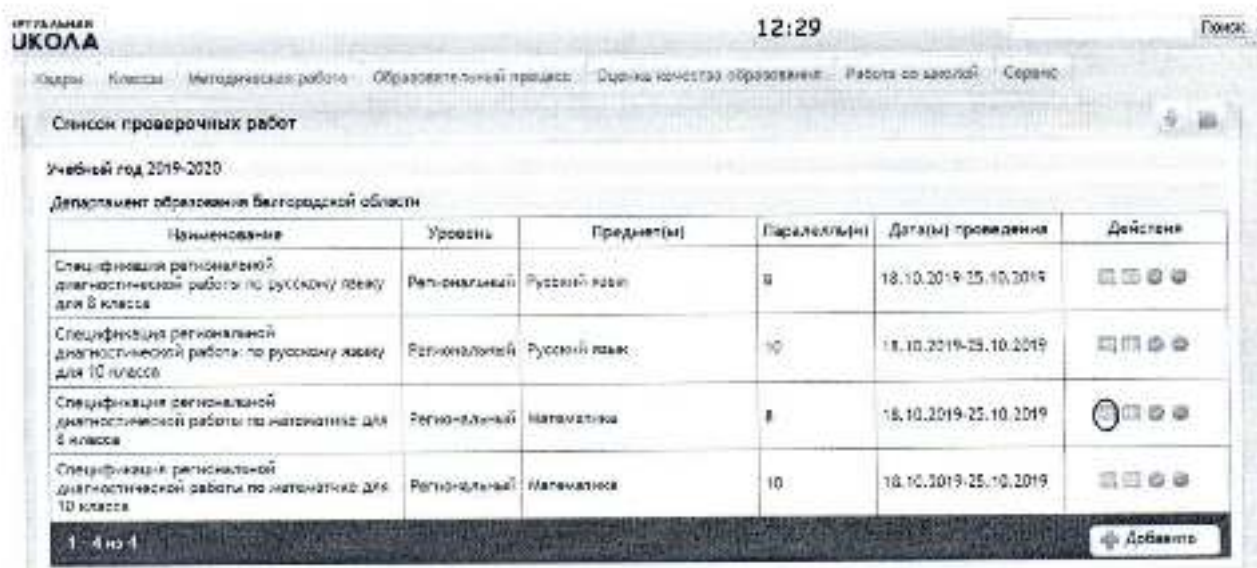 ИРТУАЛЬНАЯ
ШКОЛА
12:29
Поиск
Кадры Классы Методическая работа Образовательный процесс Оценка качества образования Работа со школой Сервис
Список проверочных работ
Учебный год 2019-2020
Департамент образования Белгородской области
Наименование Уровень Предмет(ы) Параллель(и) Дата(ы) проведения Действия
Спецификация региональной
диагностической работы по русскому языку
для 8 класса
Региональный Русский язык 8 18.10.2019-25.10.2019
Спецификация региональной
диагностической работы по русскому языку
для 10 класса
Региональный Русский язык 10 18.10.2019-25.10.2019
Спецификация региональной
диагностической работы по математике для
8 класса
Региональный Математика 8 18.10.2019-25.10.2019
Спецификация региональной
диагностической работы по математике для
10 класса
Региональный Математика 10 18.10.2019-25.10.2019
1 - 4 из 4
Добавить